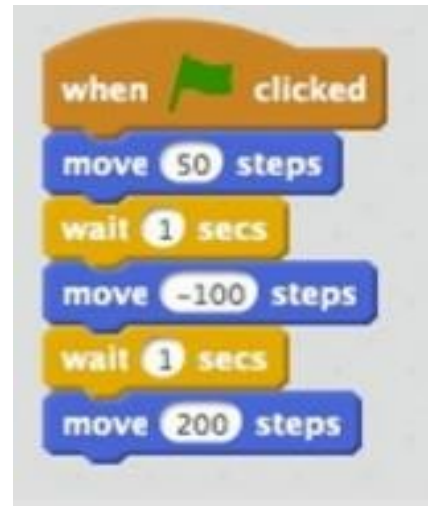 when clicked
move 50 steps
wait 1 secs
move -100 steps
wait 1 secs
move 200 steps